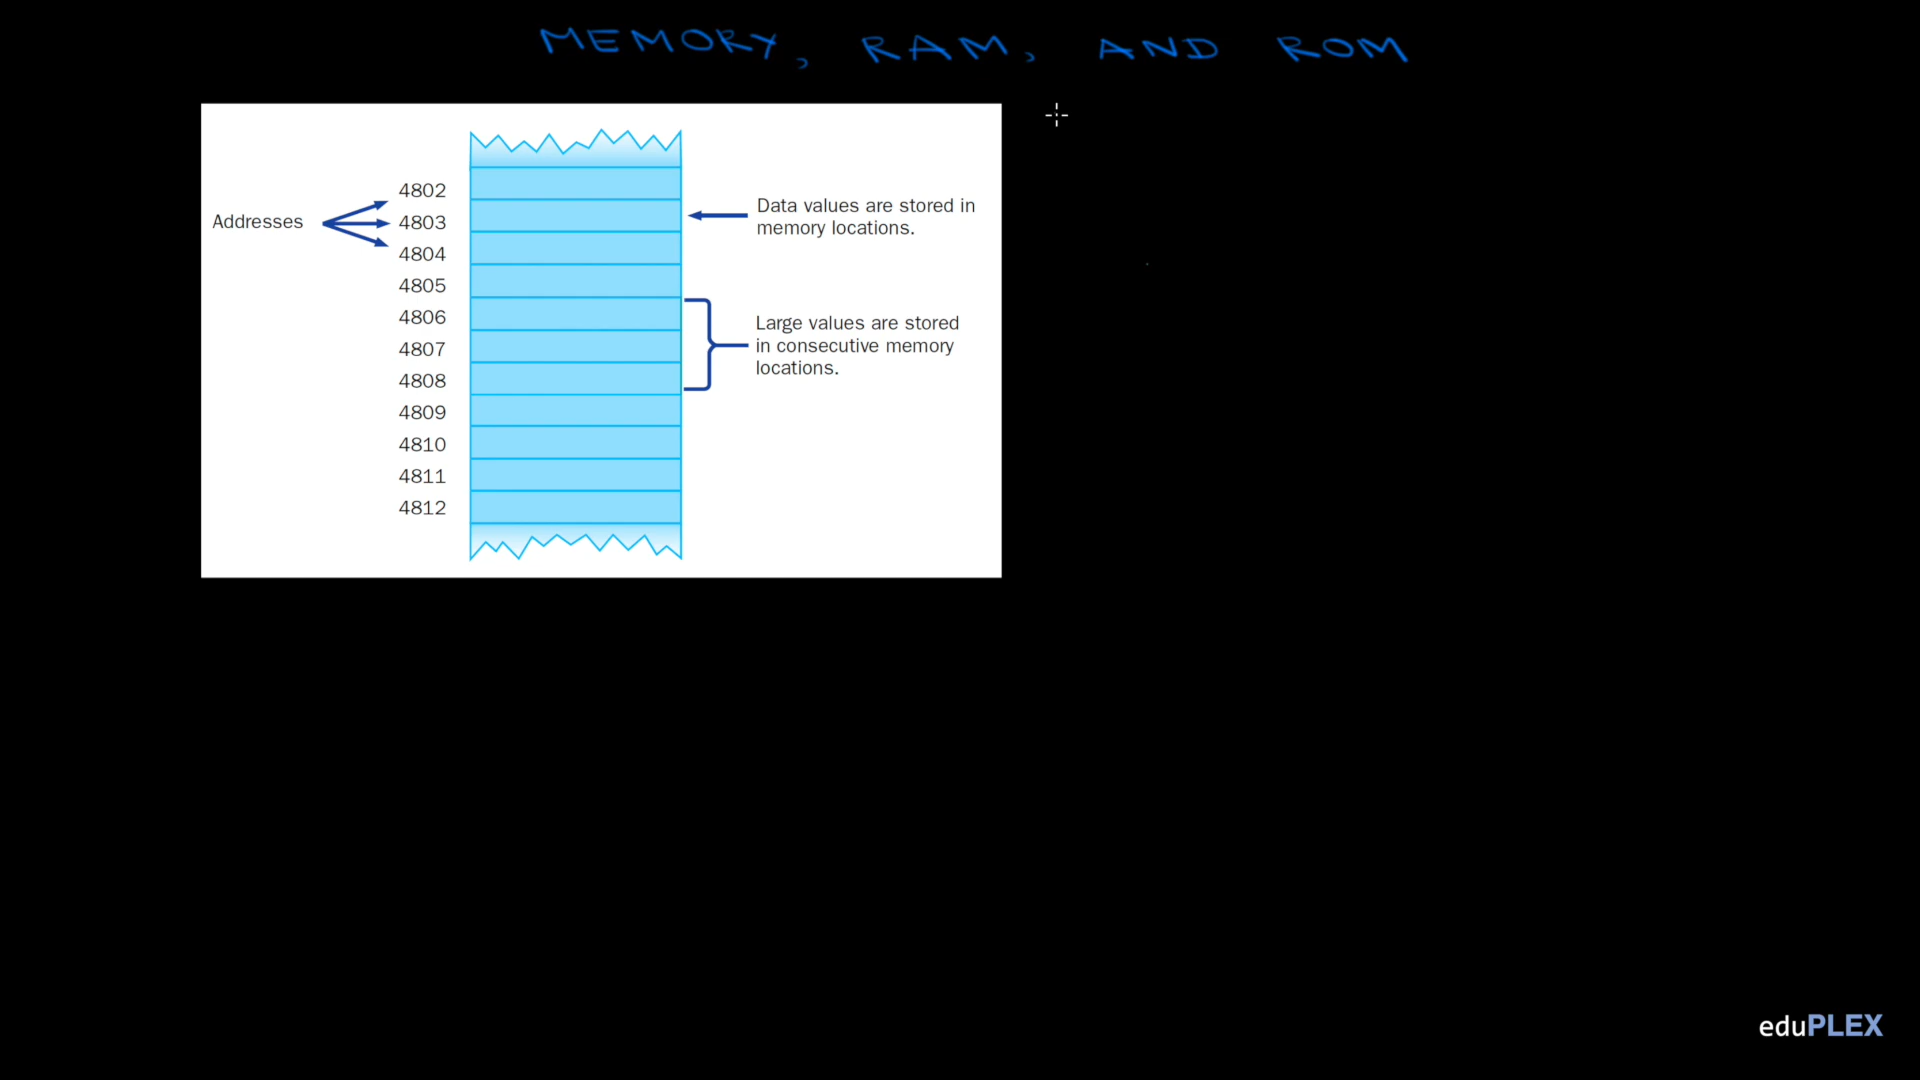 MEMORY, RAM, AND ROM
Addresses
4802
4803
4804
4805
4806
4807
4808
4809
4810
4811
4812
Data values are stored in
memory locations.
Large values are stored
in consecutive memory
locations.
eduPLEX